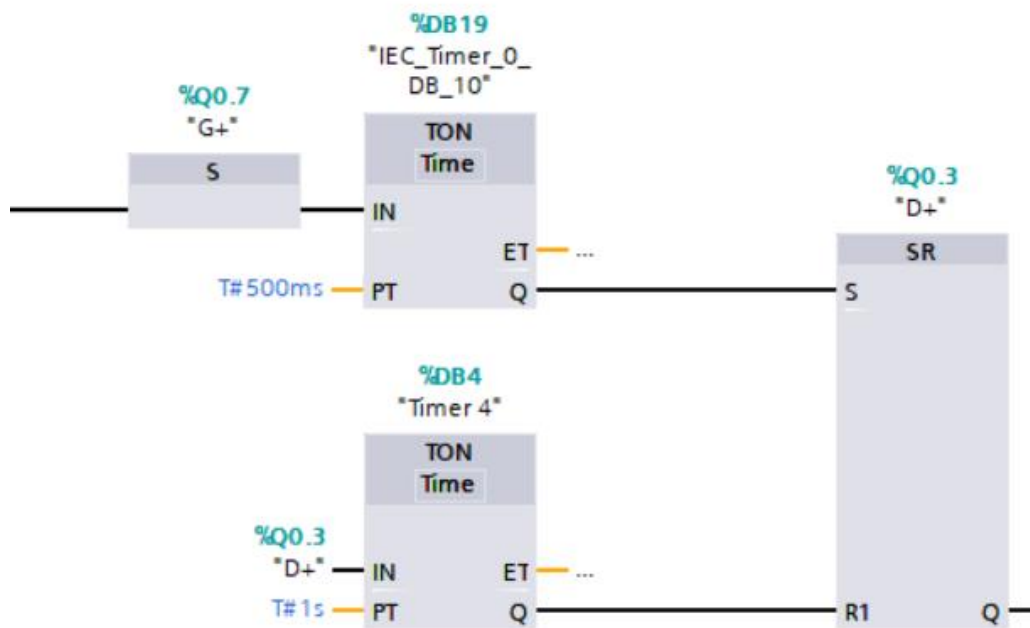 %DB19
"IEC_Timer_0_
DB_10"
%Q0.7
"G+"
S
TON
Time
IN
ET ...
T#500ms PT Q
%Q0.3
"D+"
SR
S
%DB4
"Timer 4"
TON
Time
%Q0.3
"D+" IN ET ...
T#1s PT Q
R1 Q